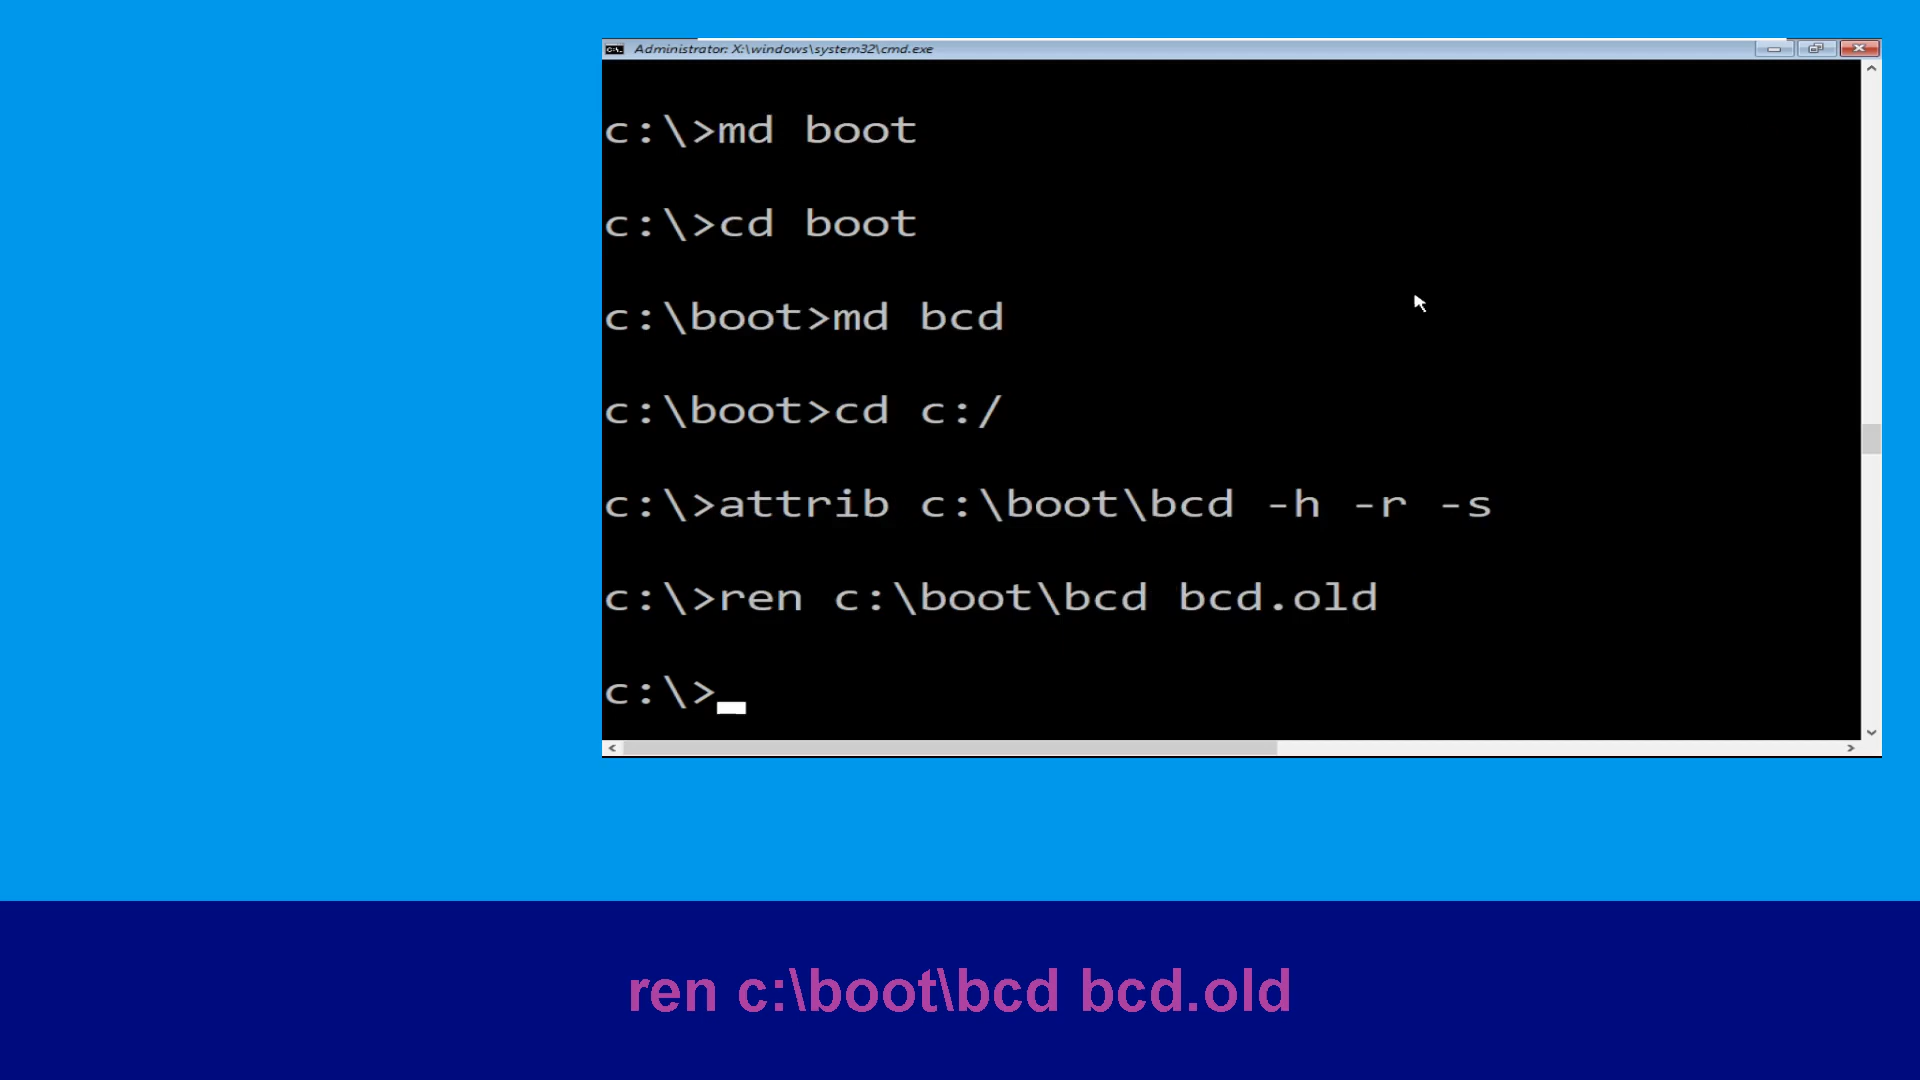 Administrator: X:\windows\system32\cmd.exe
c:\>md boot
c:\>cd boot
c:\boot>md bcd
c:\boot>cd c:/
c:\>attrib c:\boot\bcd -h -r -s
c:\>ren c:\boot\bcd bcd.old
c:\>
ren c:\boot\bcd bcd.old